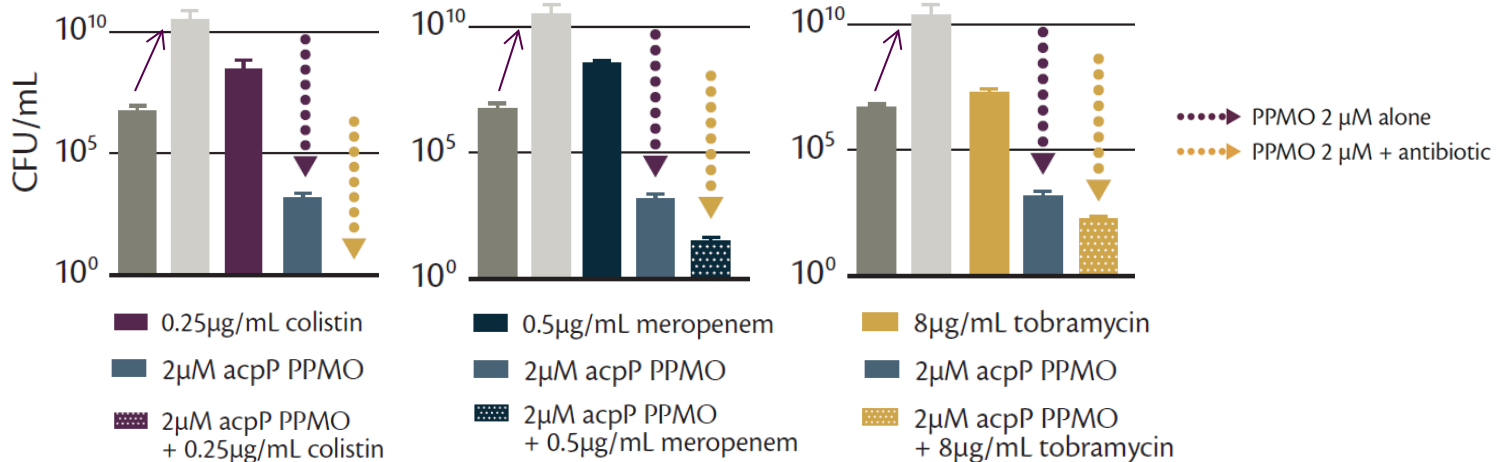 CFU/mL
10¹⁰
10⁵
10⁰
10¹⁰
10⁵
10⁰
10¹⁰
10⁵
10⁰
PPMO 2 µM alone
PPMO 2 µM + antibiotic
0.25µg/mL colistin
2µM acpP PPMO
2µM acpP PPMO
+ 0.25µg/mL colistin
0.5µg/mL meropenem
2µM acpP PPMO
2µM acpP PPMO
+ 0.5µg/mL meropenem
8µg/mL tobramycin
2µM acpP PPMO
2µM acpP PPMO
+ 8µg/mL tobramycin